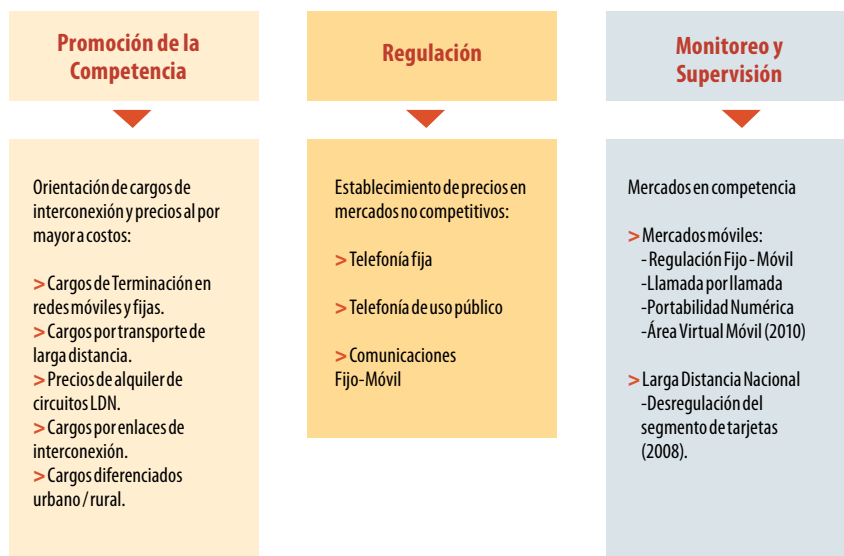 Promoción de la
Competencia
Orientación de cargos de
interconexión y precios al por
mayor a costos:
> Cargos de Terminación en
redes móviles y fijas.
> Cargos por transporte de
larga distancia.
> Precios de alquiler de
circuitos LDN.
> Cargos por enlaces de
interconexión.
> Cargos diferenciados
urbano / rural.
Regulación
Establecimiento de precios en
mercados no competitivos:
> Telefonía fija
> Telefonía de uso público
> Comunicaciones
Fijo-Móvil
Monitoreo y
Supervisión
Mercados en competencia
> Mercados móviles:
- Regulación Fijo - Móvil
-Llamada por llamada
-Portabilidad Numérica
-Área Virtual Móvil (2010)
> Larga Distancia Nacional
-Desregulación del
segmento de tarjetas
(2008).